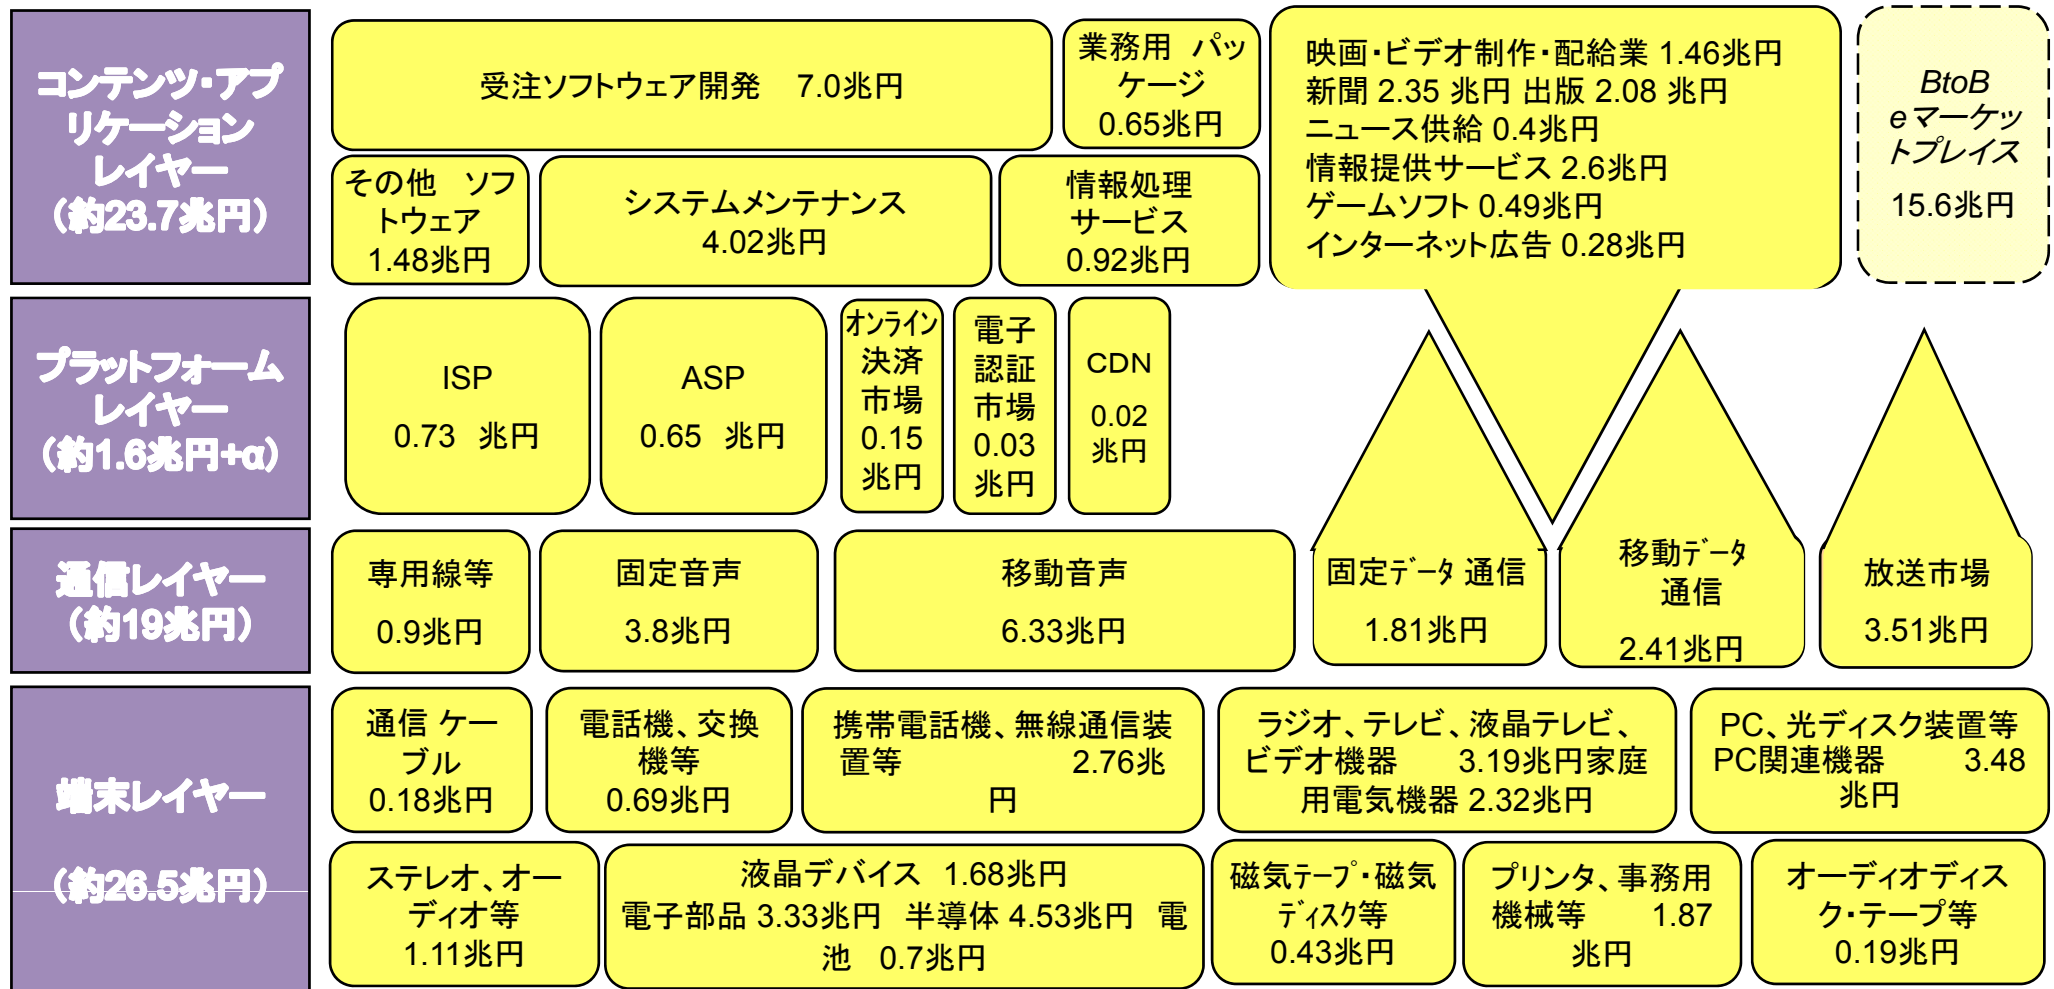 コンテンツ・アプ
リケーション
レイヤー
（約23.7兆円）
受注ソフトウェア開発　7.0兆円
業務用　パッ
ケージ
0.65兆円
映画・ビデオ制作・配給業 1.46兆円
新聞 2.35 兆円 出版 2.08 兆円
ニュース供給 0.4兆円
情報提供サービス 2.6兆円
ゲームソフト 0.49兆円
インターネット広告 0.28兆円
BtoB
eマーケッ
トプレイス
15.6兆円
その他　ソフ
トウェア
1.48兆円
システムメンテナンス
4.02兆円
情報処理
サービス
0.92兆円
プラットフォーム
レイヤー
（約1.6兆円+α）
ISP
0.73　兆円
ASP
0.65　兆円
オンライン
決済
市場
0.15
兆円
電子
認証
市場
0.03
兆円
CDN
0.02
兆円
通信レイヤー
（約19兆円）
専用線等
0.9兆円
固定音声
3.8兆円
移動音声
6.33兆円
固定ﾃﾞｰﾀ 通信
1.81兆円
移動ﾃﾞｰﾀ
通信
2.41兆円
放送市場
3.51兆円
端末レイヤー
（約26.5兆円）
通信 ケー
ブル
0.18兆円
電話機、交換
機等
0.69兆円
携帯電話機、無線通信装
置等　　　　　2.76兆
円
ラジオ、テレビ、液晶テレビ、
ビデオ機器　　3.19兆円家庭
用電気機器 2.32兆円
PC、光ディスク装置等
PC関連機器　　3.48
兆円
ステレオ、オー
ディオ等
1.11兆円
液晶デバイス　1.68兆円
電子部品 3.33兆円　半導体 4.53兆円　電
池　0.7兆円
磁気ﾃｰﾌﾟ・磁気
ﾃﾞｨｽｸ等
0.43兆円
プリンタ、事務用
機械等　　1.87
兆円
オーディオディス
ク・テープ等
0.19兆円